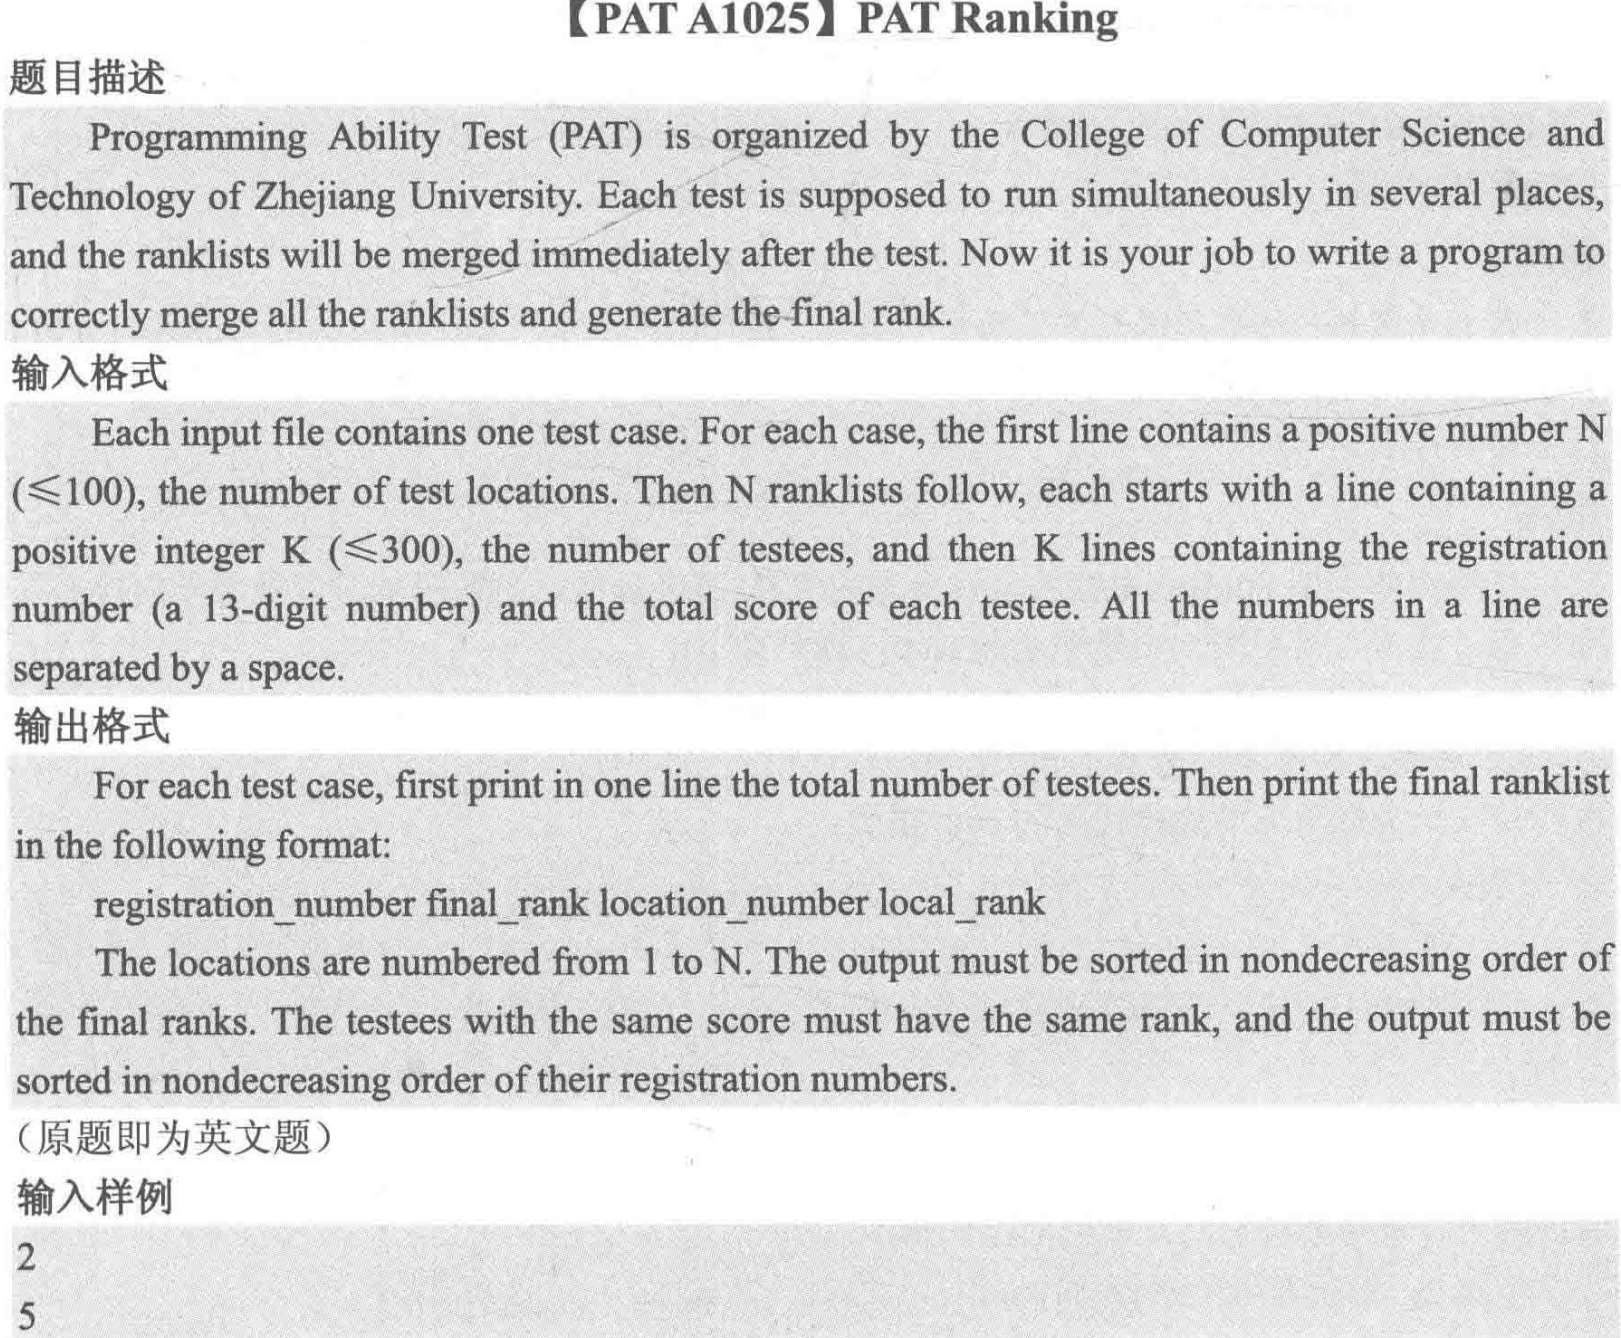 【PAT A1025】PAT Ranking
题目描述
Programming Ability Test (PAT) is organized by the College of Computer Science and
Technology of Zhejiang University. Each test is supposed to run simultaneously in several places,
and the ranklists will be merged immediately after the test. Now it is your job to write a program to
correctly merge all the ranklists and generate the final rank.
输入格式
Each input file contains one test case. For each case, the first line contains a positive number N
(≤100), the number of test locations. Then N ranklists follow, each starts with a line containing a
positive integer K (≤300), the number of testees, and then K lines containing the registration
number (a 13-digit number) and the total score of each testee. All the numbers in a line are
separated by a space.
输出格式
For each test case, first print in one line the total number of testees. Then print the final ranklist
in the following format:
registration_number final_rank location_number local_rank
The locations are numbered from 1 to N. The output must be sorted in nondecreasing order of
the final ranks. The testees with the same score must have the same rank, and the output must be
sorted in nondecreasing order of their registration numbers.
（原题即为英文题）
输入样例
2
5